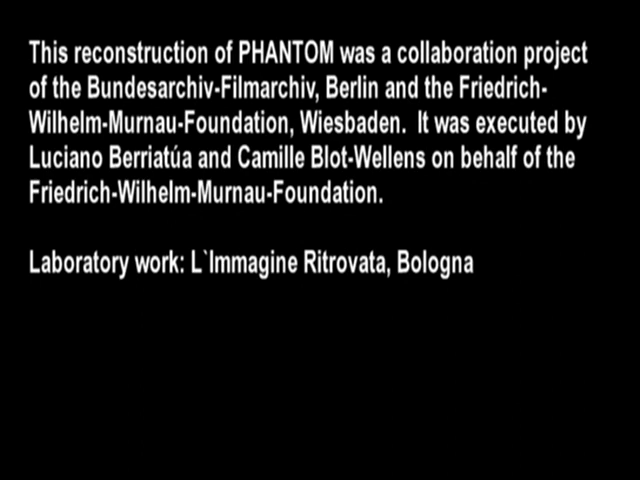 This reconstruction of PHANTOM was a collaboration project
of the Bundesarchiv-Filmarchiv, Berlin and the Friedrich-
Wilhelm-Murnau-Foundation, Wiesbaden.  It was executed by
Luciano Berriatúa and Camille Blot-Wellens on behalf of the
Friedrich-Wilhelm-Murnau-Foundation.
Laboratory work: L`Immagine Ritrovata, Bologna